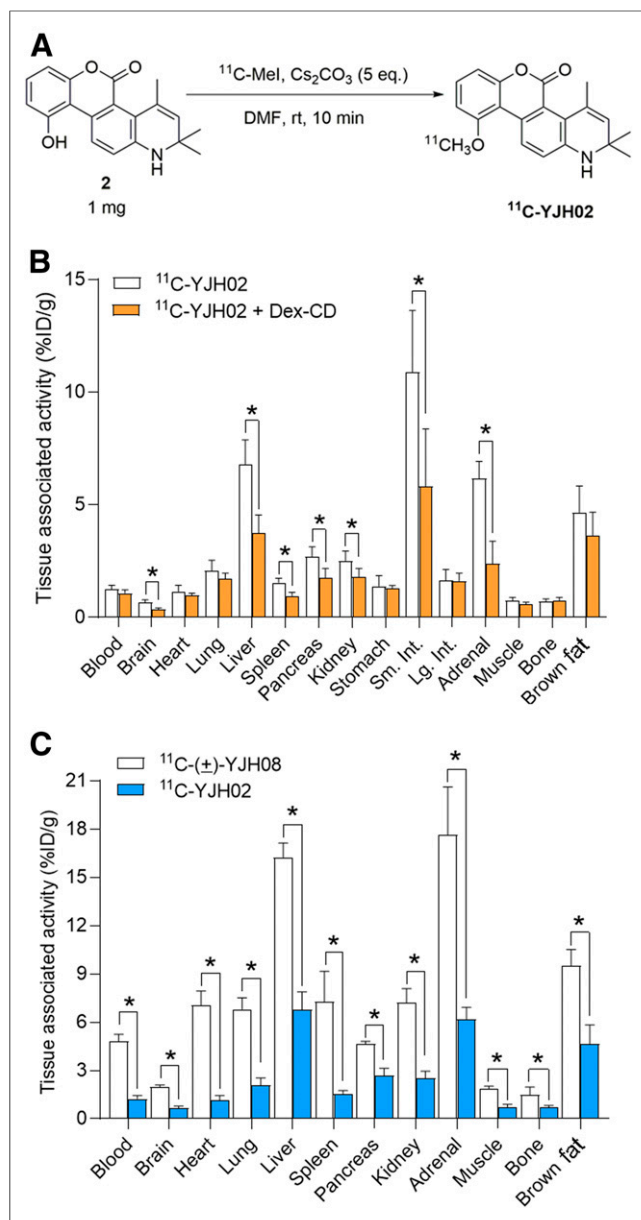 A
¹¹C-MeI, Cs₂CO₃ (5 eq.)
DMF, rt, 10 min
O
O
OH
N
H
2
1 mg
O
O
¹¹CH₃O
N
H
¹¹C-YJH02
B
¹¹C-YJH02
¹¹C-YJH02 + Dex-CD
Tissue associated activity (%ID/g)
15
10
5
0
* * * * * * * *
Blood Brain Heart Lung Liver Spleen Pancreas Kidney Stomach Sm. Int. Lg. Int. Adrenal Muscle Bone Brown fat
C
¹¹C-(±)-YJH08
¹¹C-YJH02
Tissue associated activity (%ID/g)
21
18
15
12
9
6
3
0
* * * * * * * * * * * *
Blood Brain Heart Lung Liver Spleen Pancreas Kidney Adrenal Muscle Bone Brown fat